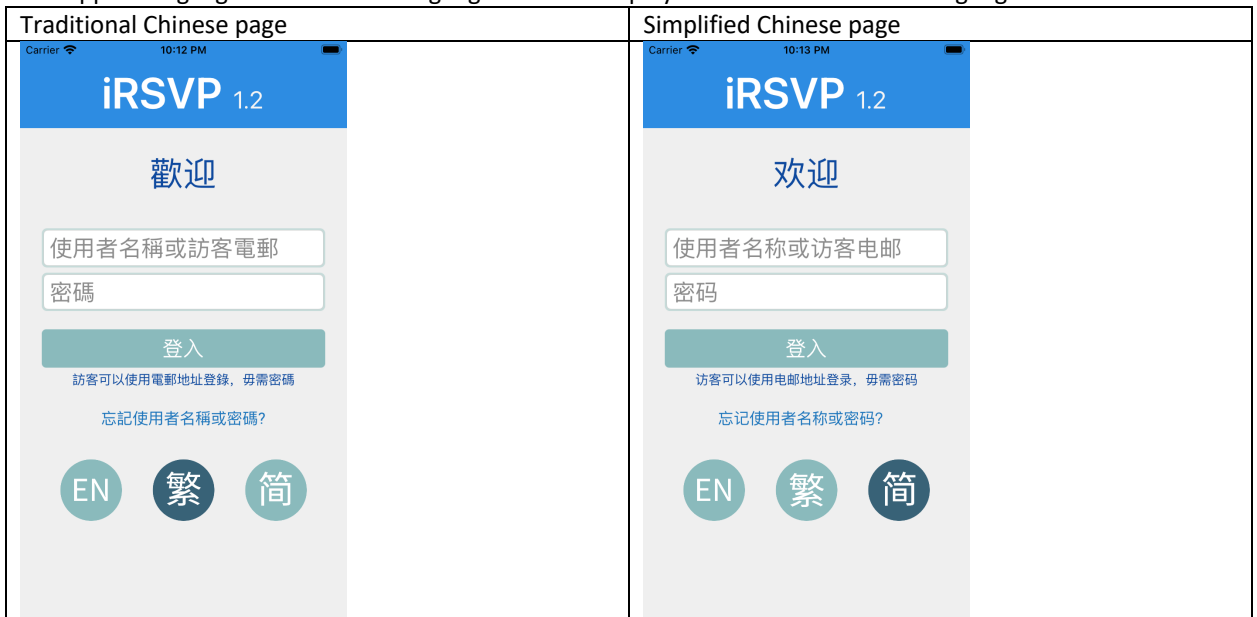 Traditional Chinese page
Simplified Chinese page
Carrier 10:12 PM
iRSVP 1.2
歡迎
使用者名稱或訪客電郵
密碼
登入
訪客可以使用電郵地址登錄，毋需密碼
忘記使用者名稱或密碼?
EN 繁 简
Carrier 10:13 PM
iRSVP 1.2
欢迎
使用者名称或访客电邮
密码
登入
访客可以使用电邮地址登录，毋需密码
忘记使用者名称或密码?
EN 繁 简